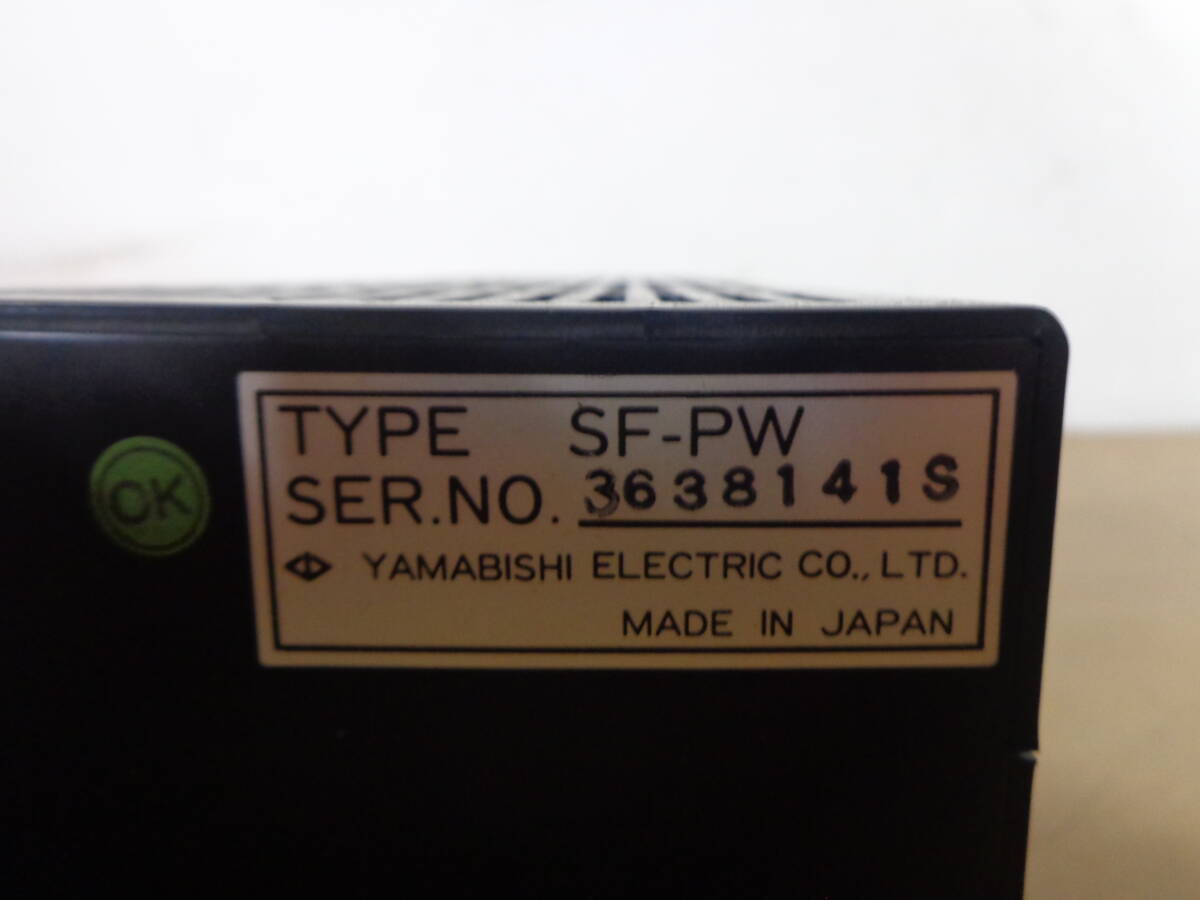 OK
TYPE SF-PW
SER.NO. 3638141S
YAMABISHI ELECTRIC CO., LTD.
MADE IN JAPAN